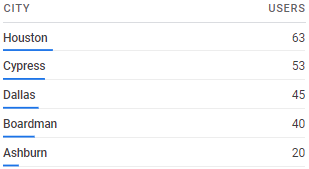 CITY USERS
Houston 63
Cypress 53
Dallas 45
Boardman 40
Ashburn 20